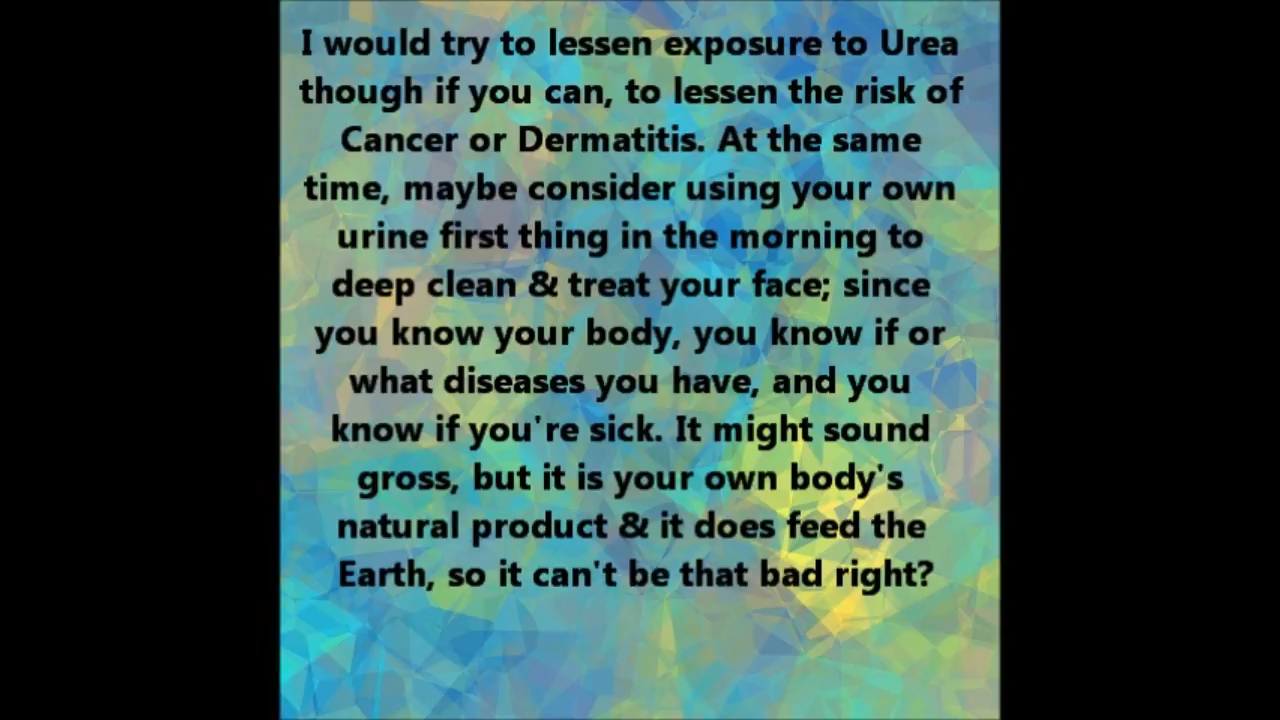 I would try to lessen exposure to Urea
though if you can, to lessen the risk of
Cancer or Dermatitis. At the same
time, maybe consider using your own
urine first thing in the morning to
deep clean & treat your face; since
you know your body, you know if or
what diseases you have, and you
know if you're sick. It might sound
gross, but it is your own body's
natural product & it does feed the
Earth, so it can't be that bad right?